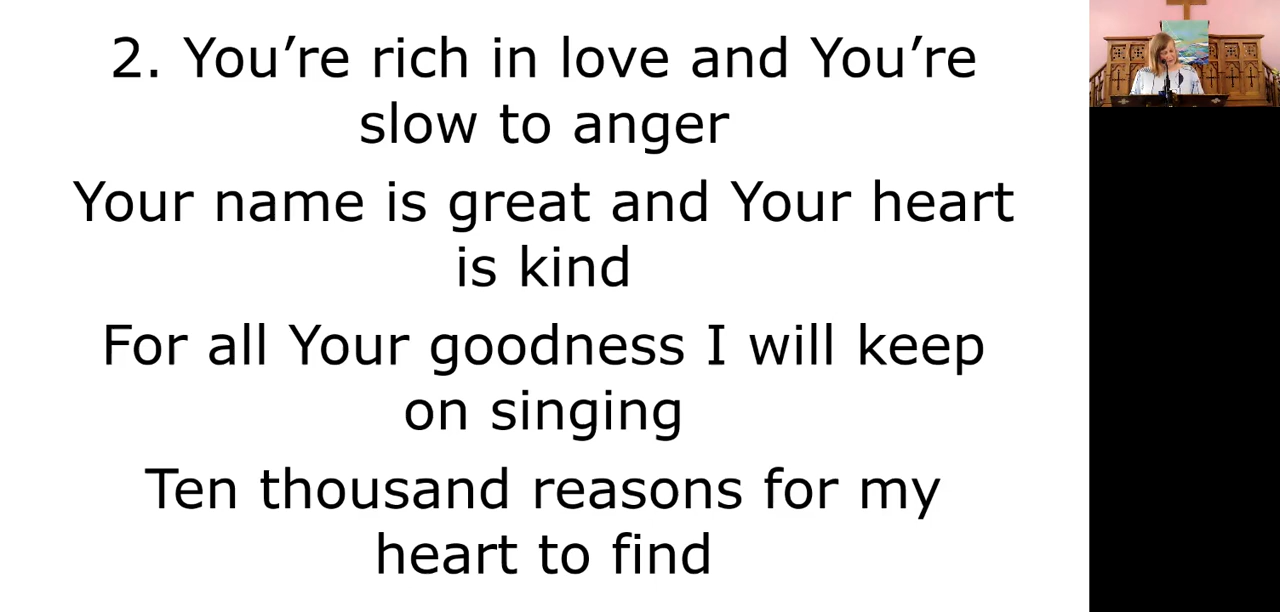 2. You’re rich in love and You’re
slow to anger
Your name is great and Your heart
is kind
For all Your goodness I will keep
on singing
Ten thousand reasons for my
heart to find